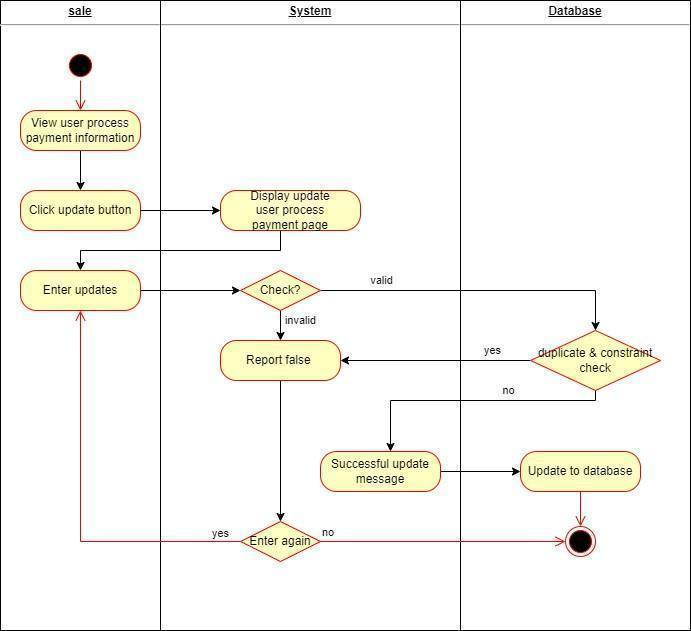 sale
System
Database
View user process
payment information
Click update button
Display update
user process
payment page
Enter updates
Check?
valid
invalid
Report false
yes
duplicate & constraint
check
no
Successful update
message
Update to database
yes
Enter again
no